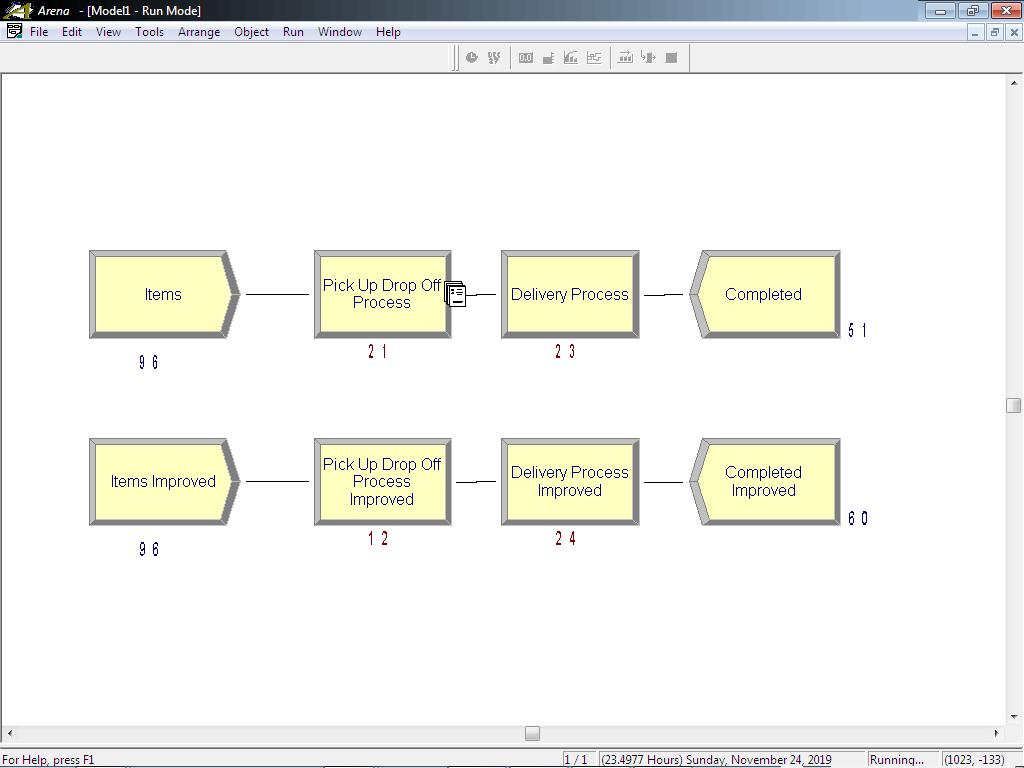 Arena - [Model1 - Run Mode]
File Edit View Tools Arrange Object Run Window Help
Items
Pick Up Drop Off
Process
Delivery Process
Completed
96
21
23
51
Items Improved
Pick Up Drop Off
Process
Improved
Delivery Process
Improved
Completed
Improved
96
12
24
60
For Help, press F1
1 / 1
(23.4977 Hours) Sunday, November 24, 2019
Running...
(1023, -133)